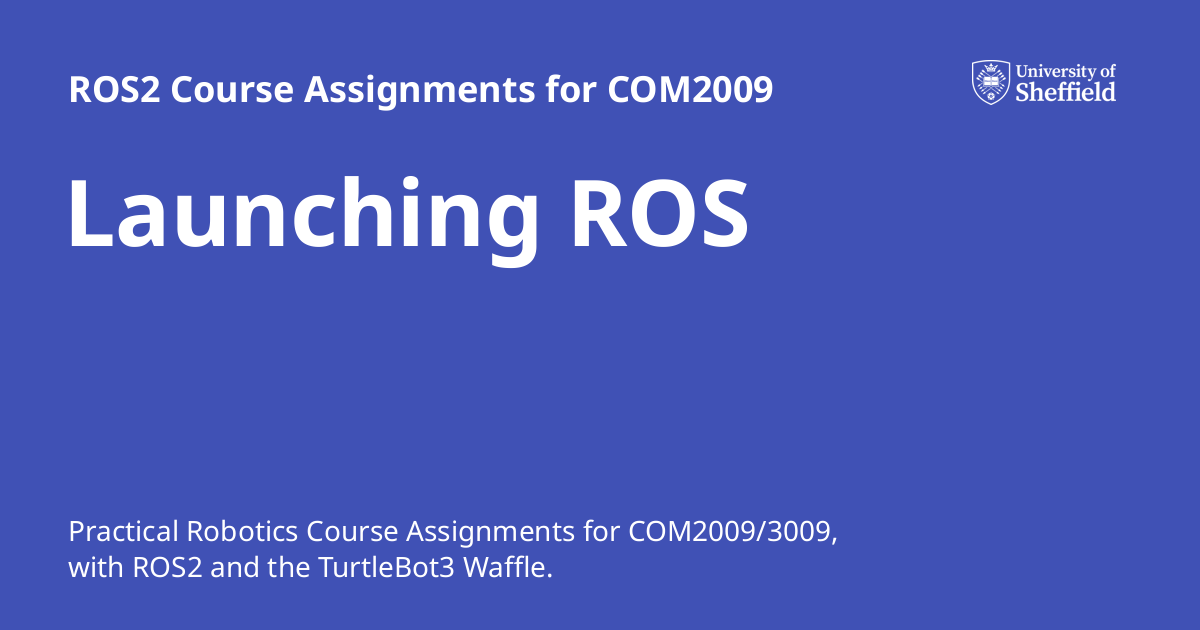 ROS2 Course Assignments for COM2009
University of
Sheffield
Launching ROS
Practical Robotics Course Assignments for COM2009/3009,
with ROS2 and the TurtleBot3 Waffle.